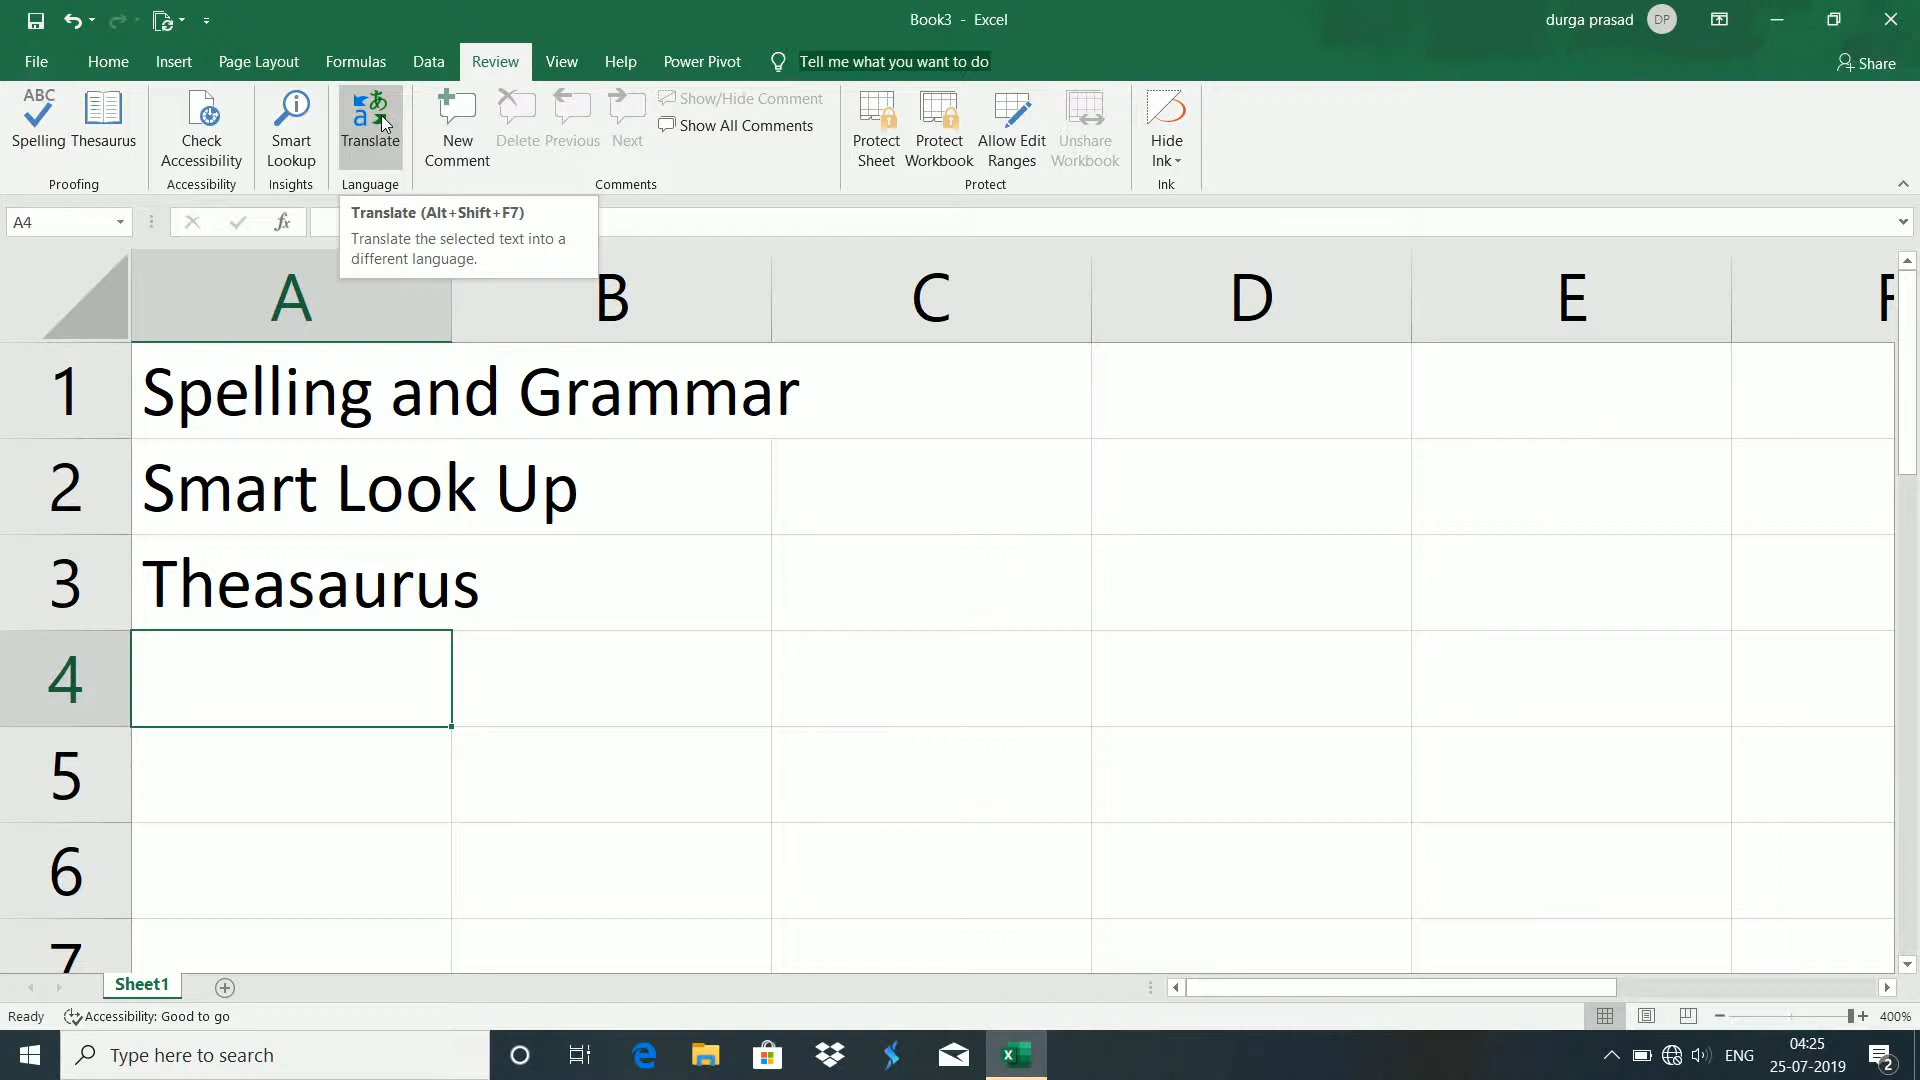 Book3 - Excel
durga prasad DP
File Home Insert Page Layout Formulas Data Review View Help Power Pivot Tell me what you want to do Share
ABC
Spelling Thesaurus
Check Accessibility
Smart Lookup
Translate
New Comment
Delete Previous Next
Show/Hide Comment
Show All Comments
Protect Sheet
Protect Workbook
Allow Edit Ranges
Unshare Workbook
Hide Ink
Proofing Accessibility Insights Language Comments Protect Ink
A4
fx
Translate (Alt+Shift+F7)
Translate the selected text into a
different language.
A B C D E F
1 Spelling and Grammar
2 Smart Look Up
3 Theasaurus
4
5
6
7
Sheet1
Ready Accessibility: Good to go 400%
Type here to search
ENG
04:25
25-07-2019
2